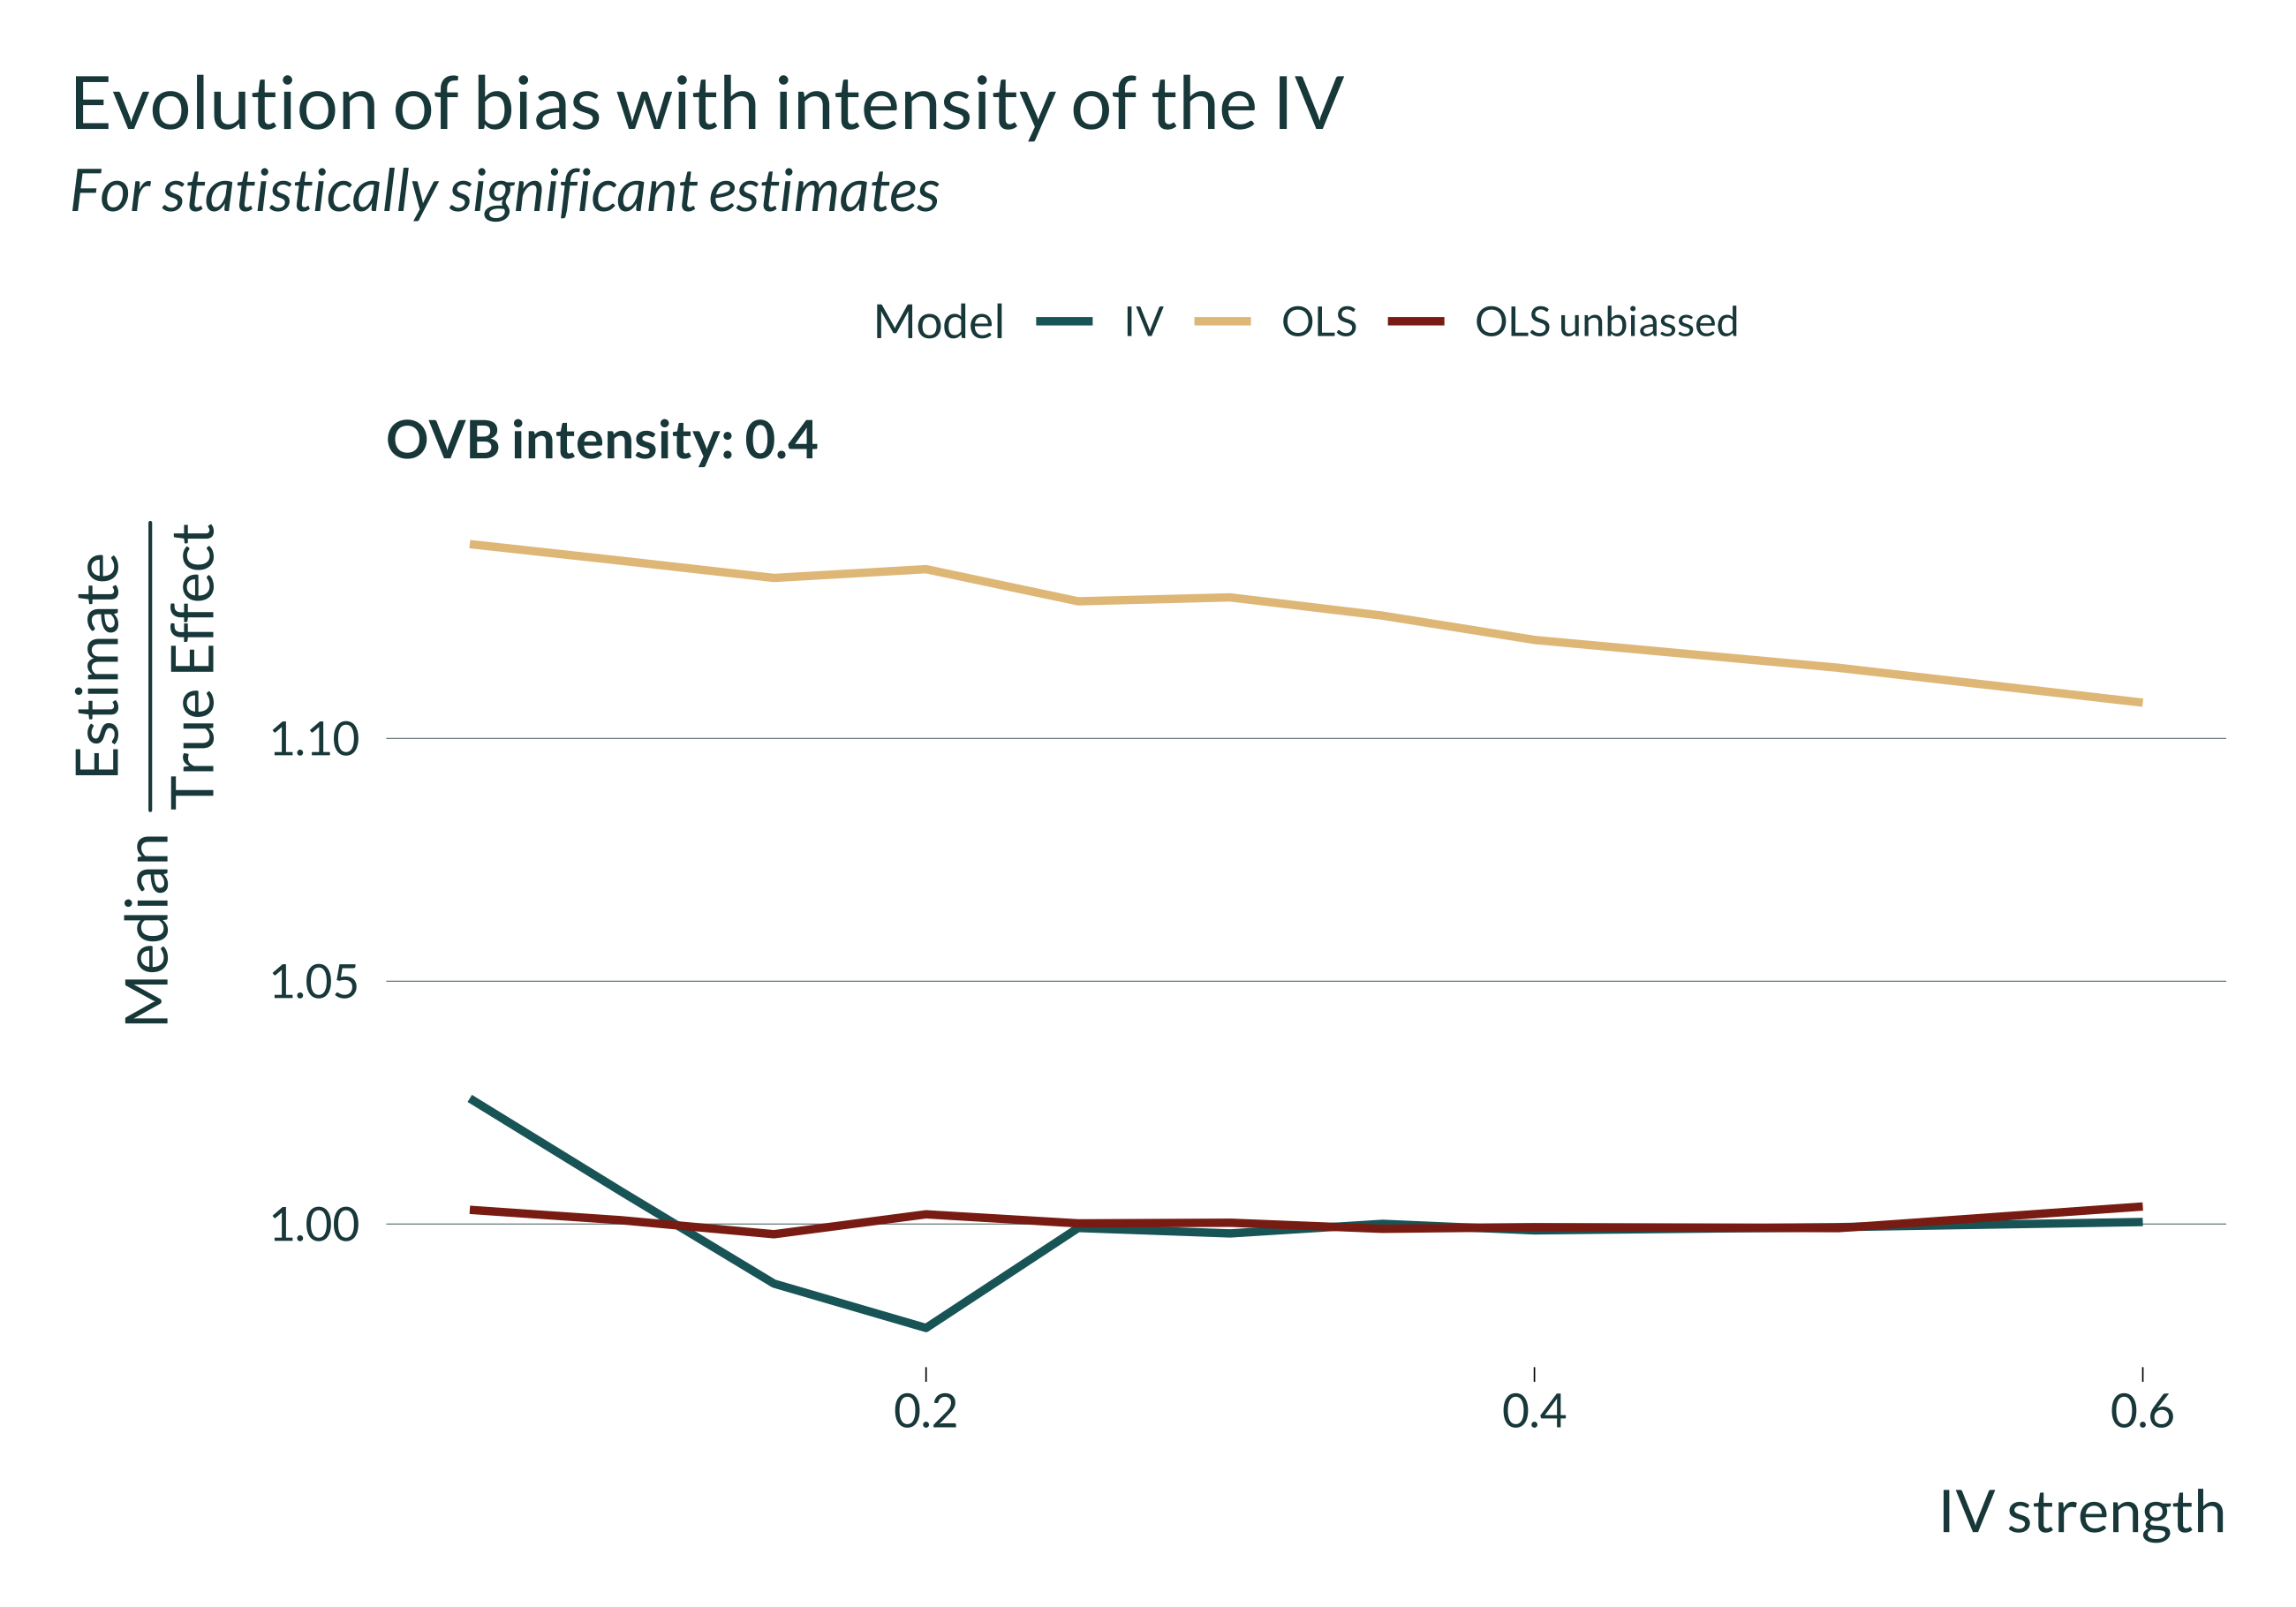 Evolution of bias with intensity of the IV
For statistically significant estimates
Model IV OLS OLS unbiassed
OVB intensity: 0.4
Median Estimate
True Effect
1.10
1.05
1.00
0.2 0.4 0.6
IV strength